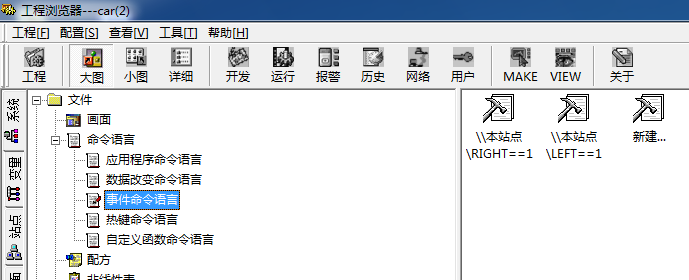 工程浏览器---car(2)
工程[F] 配置[S] 查看[V] 工具[T] 帮助[H]
工程 大图 小图 详细 开发 运行 报警 历史 网络 用户 MAKE VIEW 关于
系统
变量
站点
文件
画面
命令语言
应用程序命令语言
数据改变命令语言
事件命令语言
热键命令语言
自定义函数命令语言
配方
非线性表
\\本站点
\RIGHT==1
\\本站点
\LEFT==1
新建...